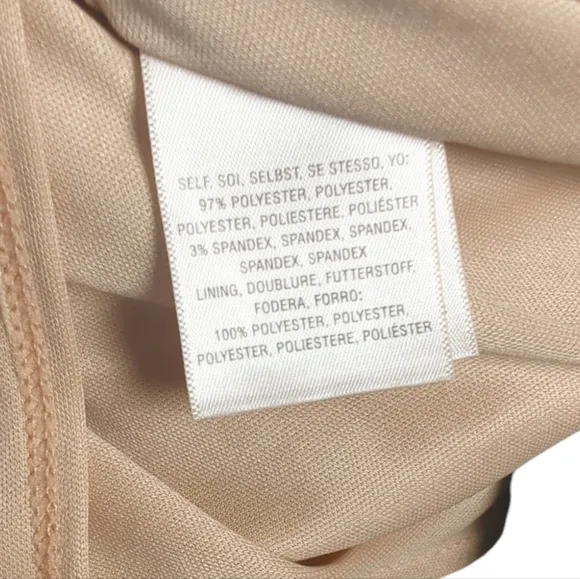 SELF, SOI, SELBST, SE STESSO, YO:
97% POLYESTER, POLYESTER,
POLYESTER, POLIESTERE, POLIÉSTER
3% SPANDEX, SPANDEX, SPANDEX,
SPANDEX, SPANDEX
LINING, DOUBLURE, FUTTERSTOFF,
FODERA, FORRO:
100% POLYESTER, POLYESTER,
POLYESTER, POLIESTERE, POLIÉSTER